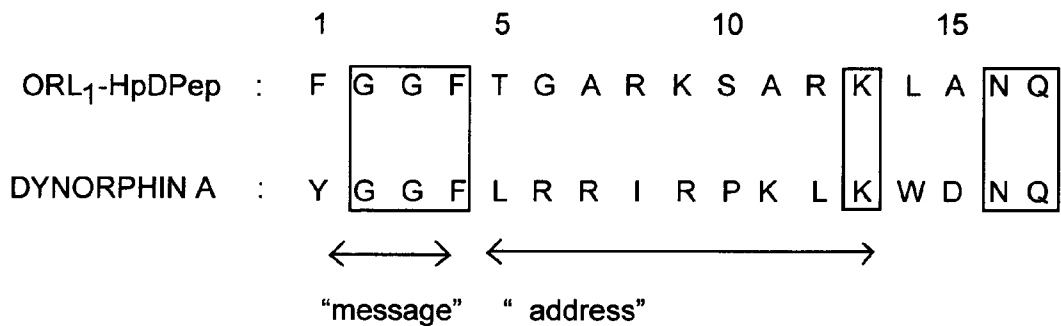 1 5 10 15
ORL1-HpDPep : F G G F T G A R K S A R K L A N Q
DYNORPHIN A : Y G G F L R R I R P K L K W D N Q
“message” “ address”